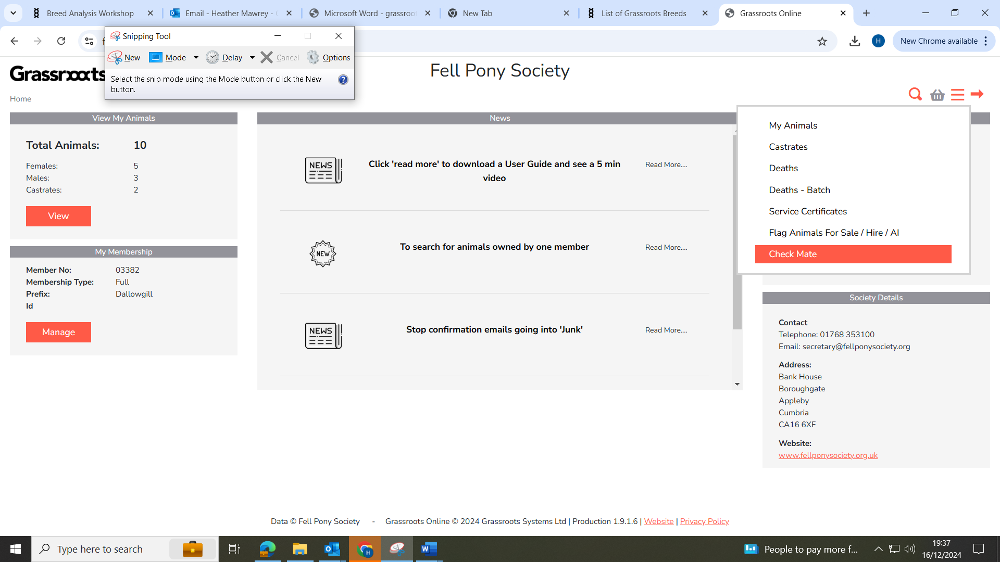 Breed Analysis Workshop
Email - Heather Mawrey -
Microsoft Word - grassroot
New Tab
List of Grassroots Breeds
Grassroots Online
H
New Chrome available
Snipping Tool
New
Mode
Delay
Cancel
Options
Select the snip mode using the Mode button or click the New
button.
Grassroots
Fell Pony Society
Home
View My Animals
Total Animals: 10
Females: 5
Males: 3
Castrates: 2
View
My Membership
Member No: 03382
Membership Type: Full
Prefix: Dallowgill
Id
Manage
News
NEWS
Click 'read more' to download a User Guide and see a 5 min
video
Read More....
NEW
To search for animals owned by one member
Read More....
NEWS
Stop confirmation emails going into 'Junk'
Read More....
My Animals
Castrates
Deaths
Deaths - Batch
Service Certificates
Flag Animals For Sale / Hire / AI
Check Mate
Society Details
Contact
Telephone: 01768 353100
Email: secretary@fellponysociety.org
Address:
Bank House
Boroughgate
Appleby
Cumbria
CA16 6XF
Website:
www.fellponysociety.org.uk
Data © Fell Pony Society - Grassroots Online © 2024 Grassroots Systems Ltd | Production 1.9.1.6 | Website | Privacy Policy
Type here to search
People to pay more f...
19:37
16/12/2024